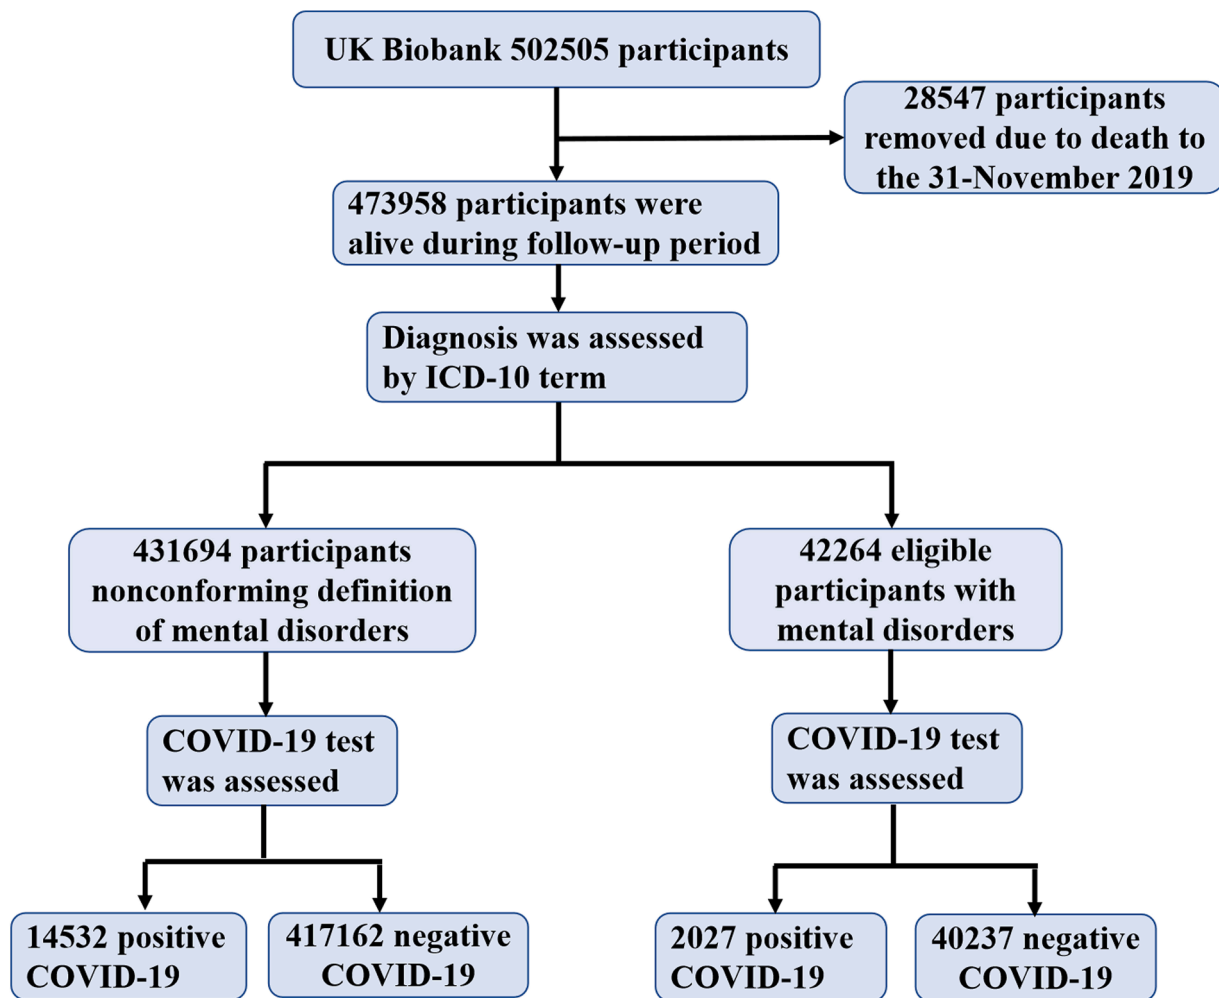 UK Biobank 502505 participants
28547 participants
removed due to death to
the 31-November 2019
473958 participants were
alive during follow-up period
Diagnosis was assessed
by ICD-10 term
431694 participants
nonconforming definition
of mental disorders
42264 eligible
participants with
mental disorders
COVID-19 test
was assessed
COVID-19 test
was assessed
14532 positive
COVID-19
417162 negative
COVID-19
2027 positive
COVID-19
40237 negative
COVID-19